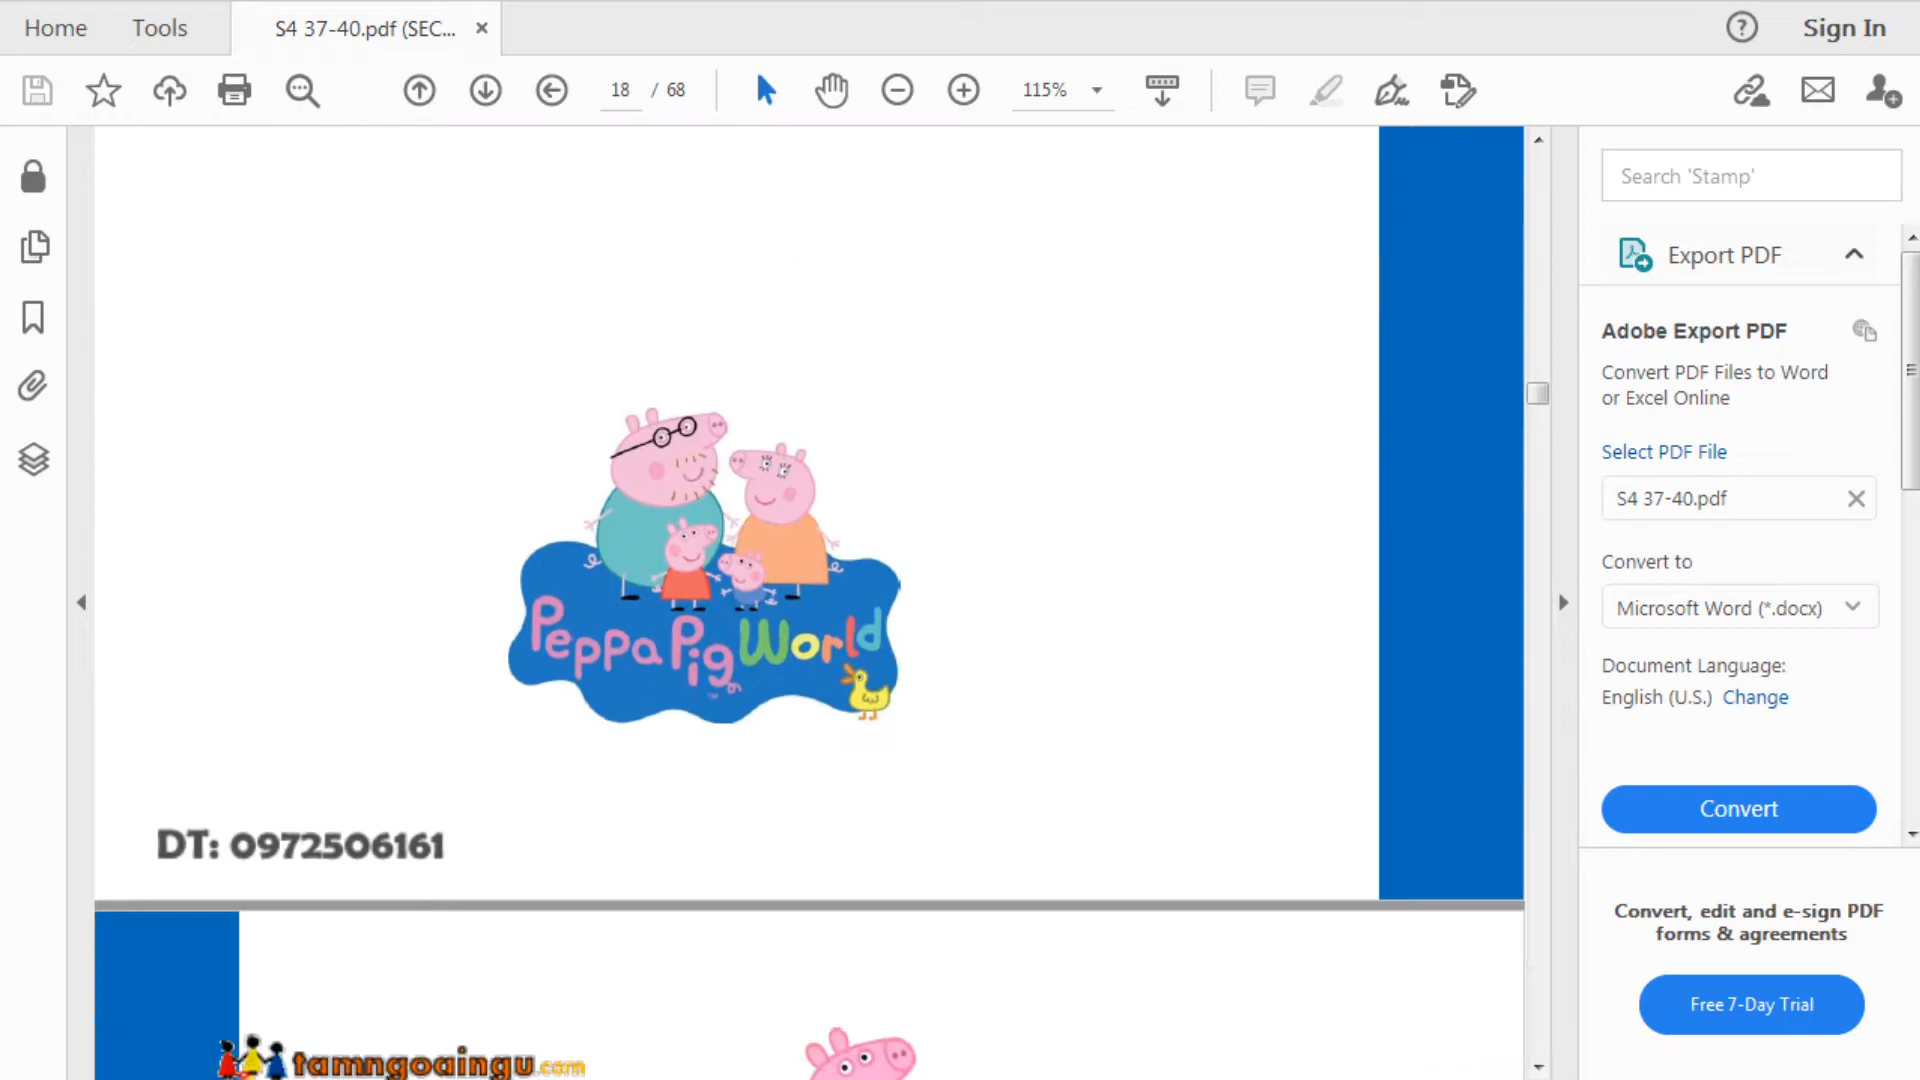 Home Tools S4 37-40.pdf (SEC... Sign In
18 / 68 115%
Search 'Stamp'
Export PDF
Adobe Export PDF
Convert PDF Files to Word
or Excel Online
Select PDF File
S4 37-40.pdf
Convert to
Microsoft Word (*.docx)
Document Language:
English (U.S.) Change
Convert
Convert, edit and e-sign PDF
forms & agreements
Free 7-Day Trial
Peppa Pig World
TM
DT: 0972506161
tamngoaingu.com